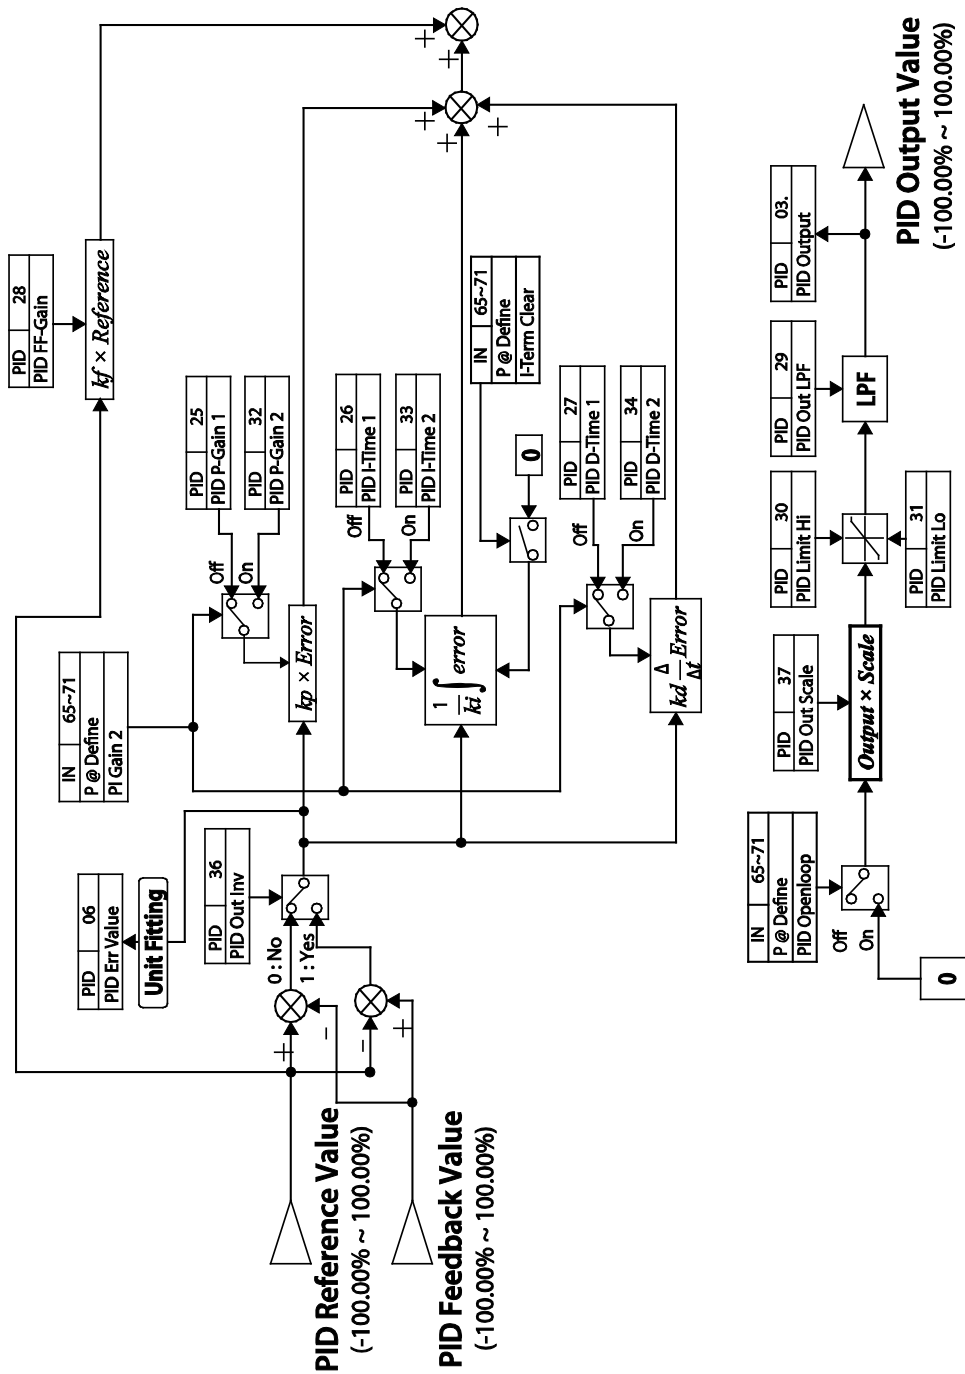 PID Reference Value
(-100.00% ~ 100.00%)
PID Feedback Value
(-100.00% ~ 100.00%)
+
-
-
+
0 : No
1 : Yes
PID 06
PID Err Value
Unit Fitting
PID 36
PID Out Inv
IN 65~71
P @ Define
PI Gain 2
PID 28
PID FF-Gain
kf × Reference
PID 25
PID P-Gain 1
PID 32
PID P-Gain 2
Off
On
kp × Error
PID 26
PID I-Time 1
PID 33
PID I-Time 2
Off
On
1
ki
∫ error
IN 65~71
P @ Define
I-Term Clear
0
PID 27
PID D-Time 1
PID 34
PID D-Time 2
Off
On
kd Δ/Δt Error
+
+
+
+
+
IN 65~71
P @ Define
PID Openloop
Off
On
0
PID 37
PID Out Scale
Output × Scale
PID 30
PID Limit Hi
PID 31
PID Limit Lo
PID 29
PID Out LPF
LPF
PID 03.
PID Output
PID Output Value
(-100.00% ~ 100.00%)